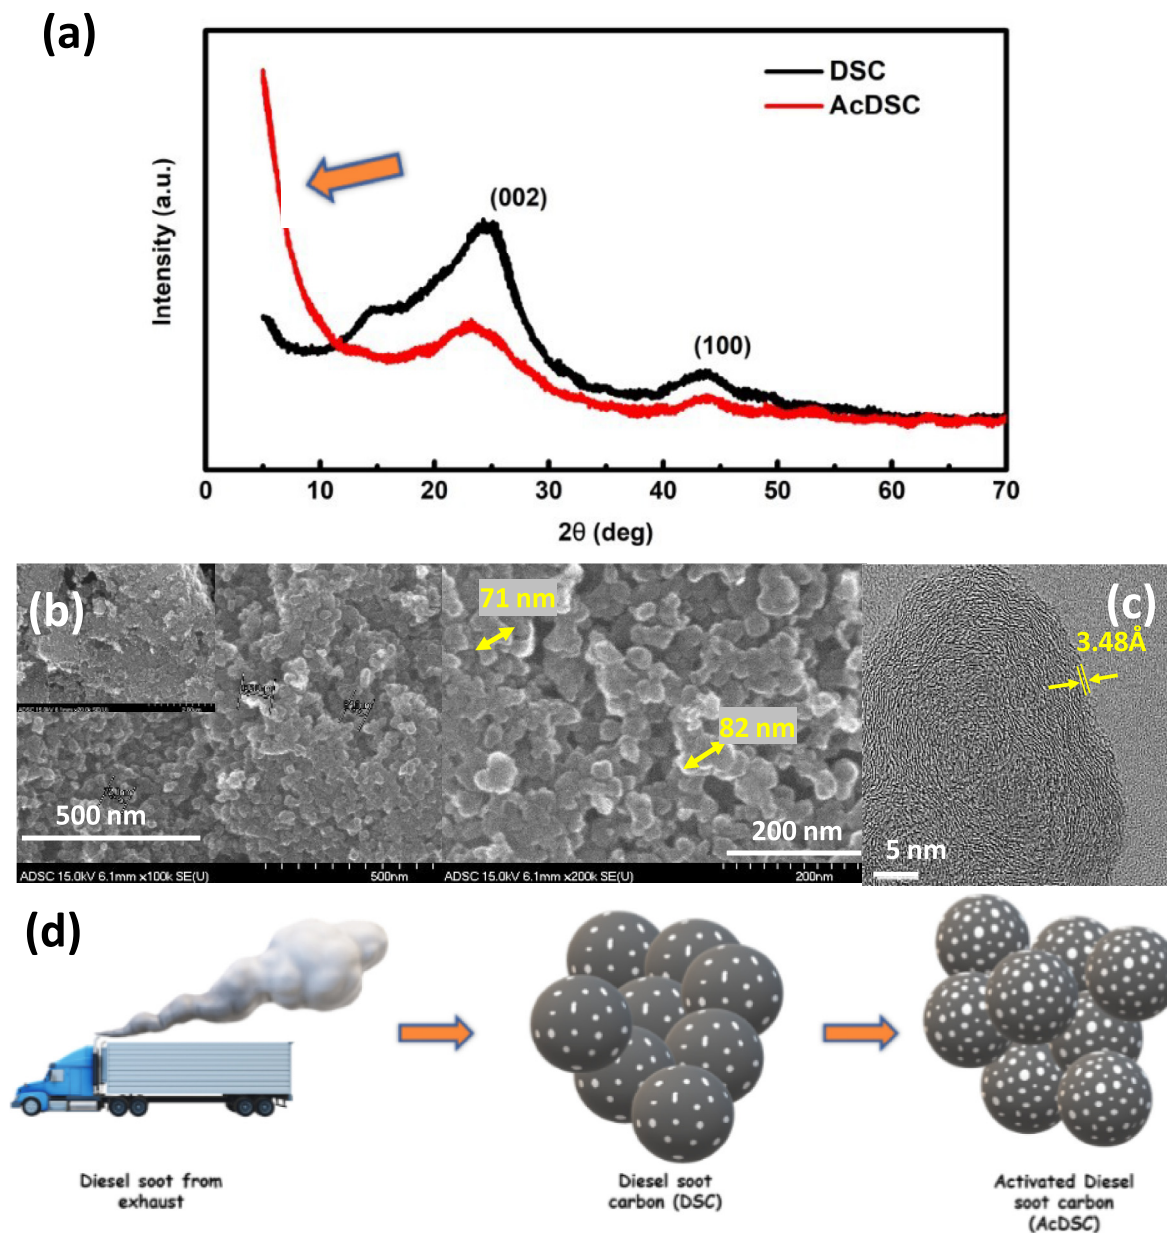 (a)
DSC
AcDSC
(002)
(100)
Intensity (a.u.)
0 10 20 30 40 50 60 70
2θ (deg)
(b)
71 nm
82 nm
500 nm
200 nm
ADSC 15.0kV 6.1mm x100k SE(U) 500nm
ADSC 15.0kV 6.1mm x200k SE(U) 200nm
(c)
3.48Å
5 nm
(d)
Diesel soot from
exhaust
Diesel soot
carbon (DSC)
Activated Diesel
soot carbon
(AcDSC)